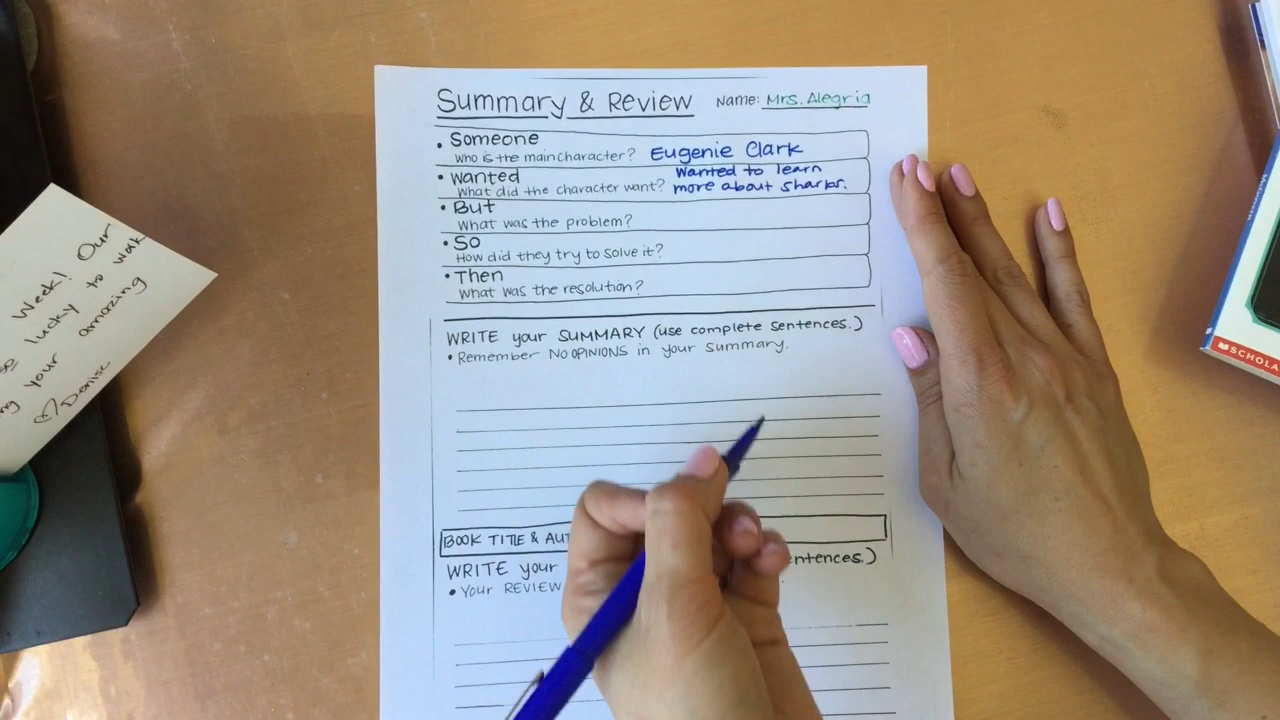 Summary & Review
Name: Mrs. Alegria
• Someone
Who is the main character? Eugenie Clark
• Wanted
What did the character want? Wanted to learn
more about sharks.
• But
What was the problem?
• So
How did they try to solve it?
• Then
What was the resolution?
WRITE your SUMMARY (use complete sentences.)
• Remember NO OPINIONS in your summary.
BOOK TITLE &
WRITE your
• Your REVIEW
Week! Our
so lucky to walk
your amazing
Denise